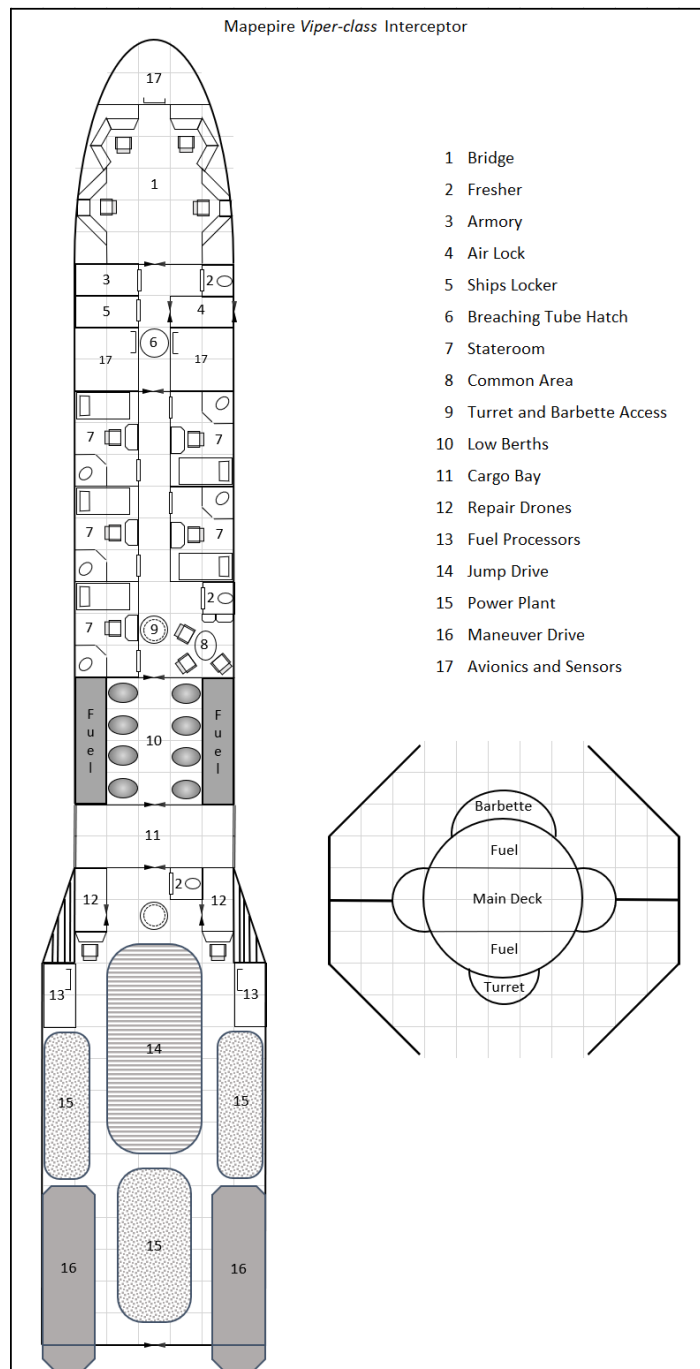 Mapepire Viper-class Interceptor
17
1
3
2
5
4
6
17
17
7
7
7
7
2
7
9
8
Fuel
10
Fuel
11
2
12
12
13
13
14
15
15
15
16
16
1 Bridge
2 Fresher
3 Armory
4 Air Lock
5 Ships Locker
6 Breaching Tube Hatch
7 Stateroom
8 Common Area
9 Turret and Barbette Access
10 Low Berths
11 Cargo Bay
12 Repair Drones
13 Fuel Processors
14 Jump Drive
15 Power Plant
16 Maneuver Drive
17 Avionics and Sensors
Barbette
Fuel
Main Deck
Fuel
Turret